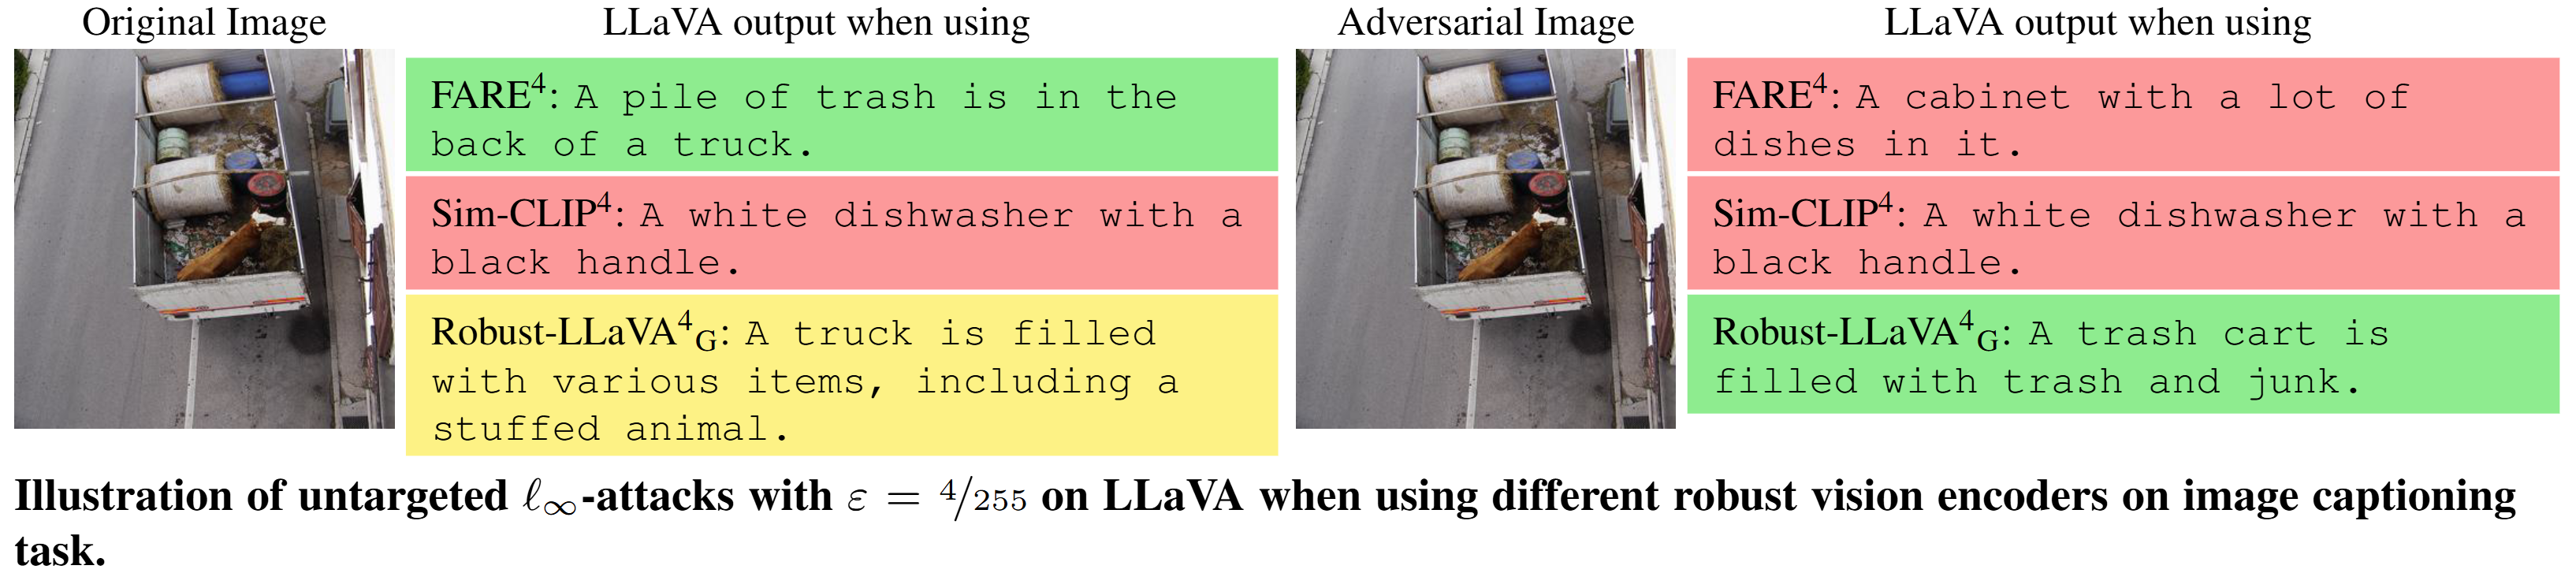 Original Image
LLaVA output when using
FARE⁴: A pile of trash is in the
back of a truck.
Sim-CLIP⁴: A white dishwasher with a
black handle.
Robust-LLaVA⁴_G: A truck is filled
with various items, including a
stuffed animal.
Adversarial Image
LLaVA output when using
FARE⁴: A cabinet with a lot of
dishes in it.
Sim-CLIP⁴: A white dishwasher with a
black handle.
Robust-LLaVA⁴_G: A trash cart is
filled with trash and junk.
Illustration of untargeted ℓ∞-attacks with ε = 4/255 on LLaVA when using different robust vision encoders on image captioning
task.